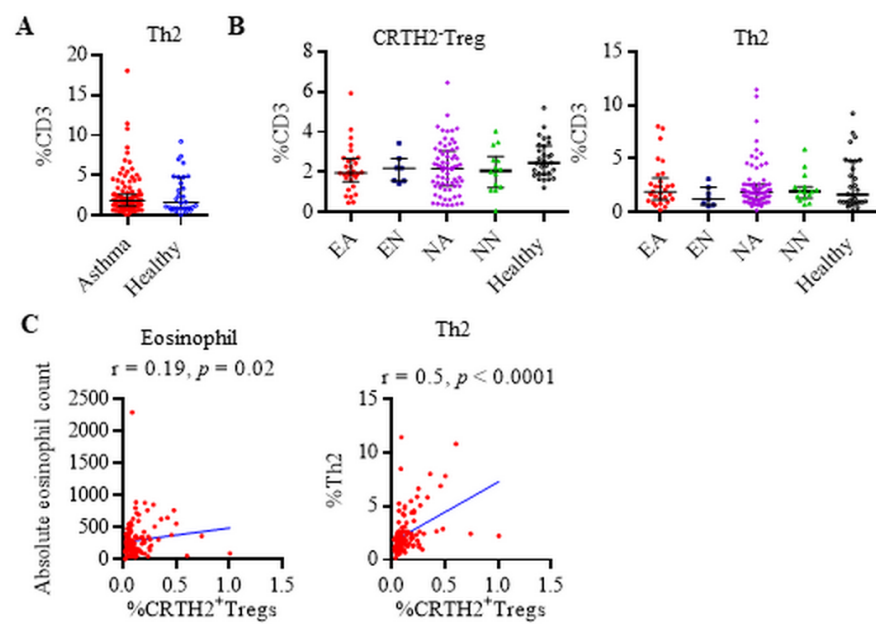 A
Th2
%CD3
20
15
10
5
0
Asthma
Healthy
B
CRTH2-Treg
%CD3
8
6
4
2
0
EA
EN
NA
NN
Healthy
Th2
%CD3
15
10
5
0
EA
EN
NA
NN
Healthy
C
Eosinophil
r = 0.19, p = 0.02
Absolute eosinophil count
2500
2000
1500
1000
500
0
0.0 0.5 1.0 1.5
%CRTH2+Tregs
Th2
r = 0.5, p < 0.0001
%Th2
15
10
5
0
0.0 0.5 1.0 1.5
%CRTH2+Tregs